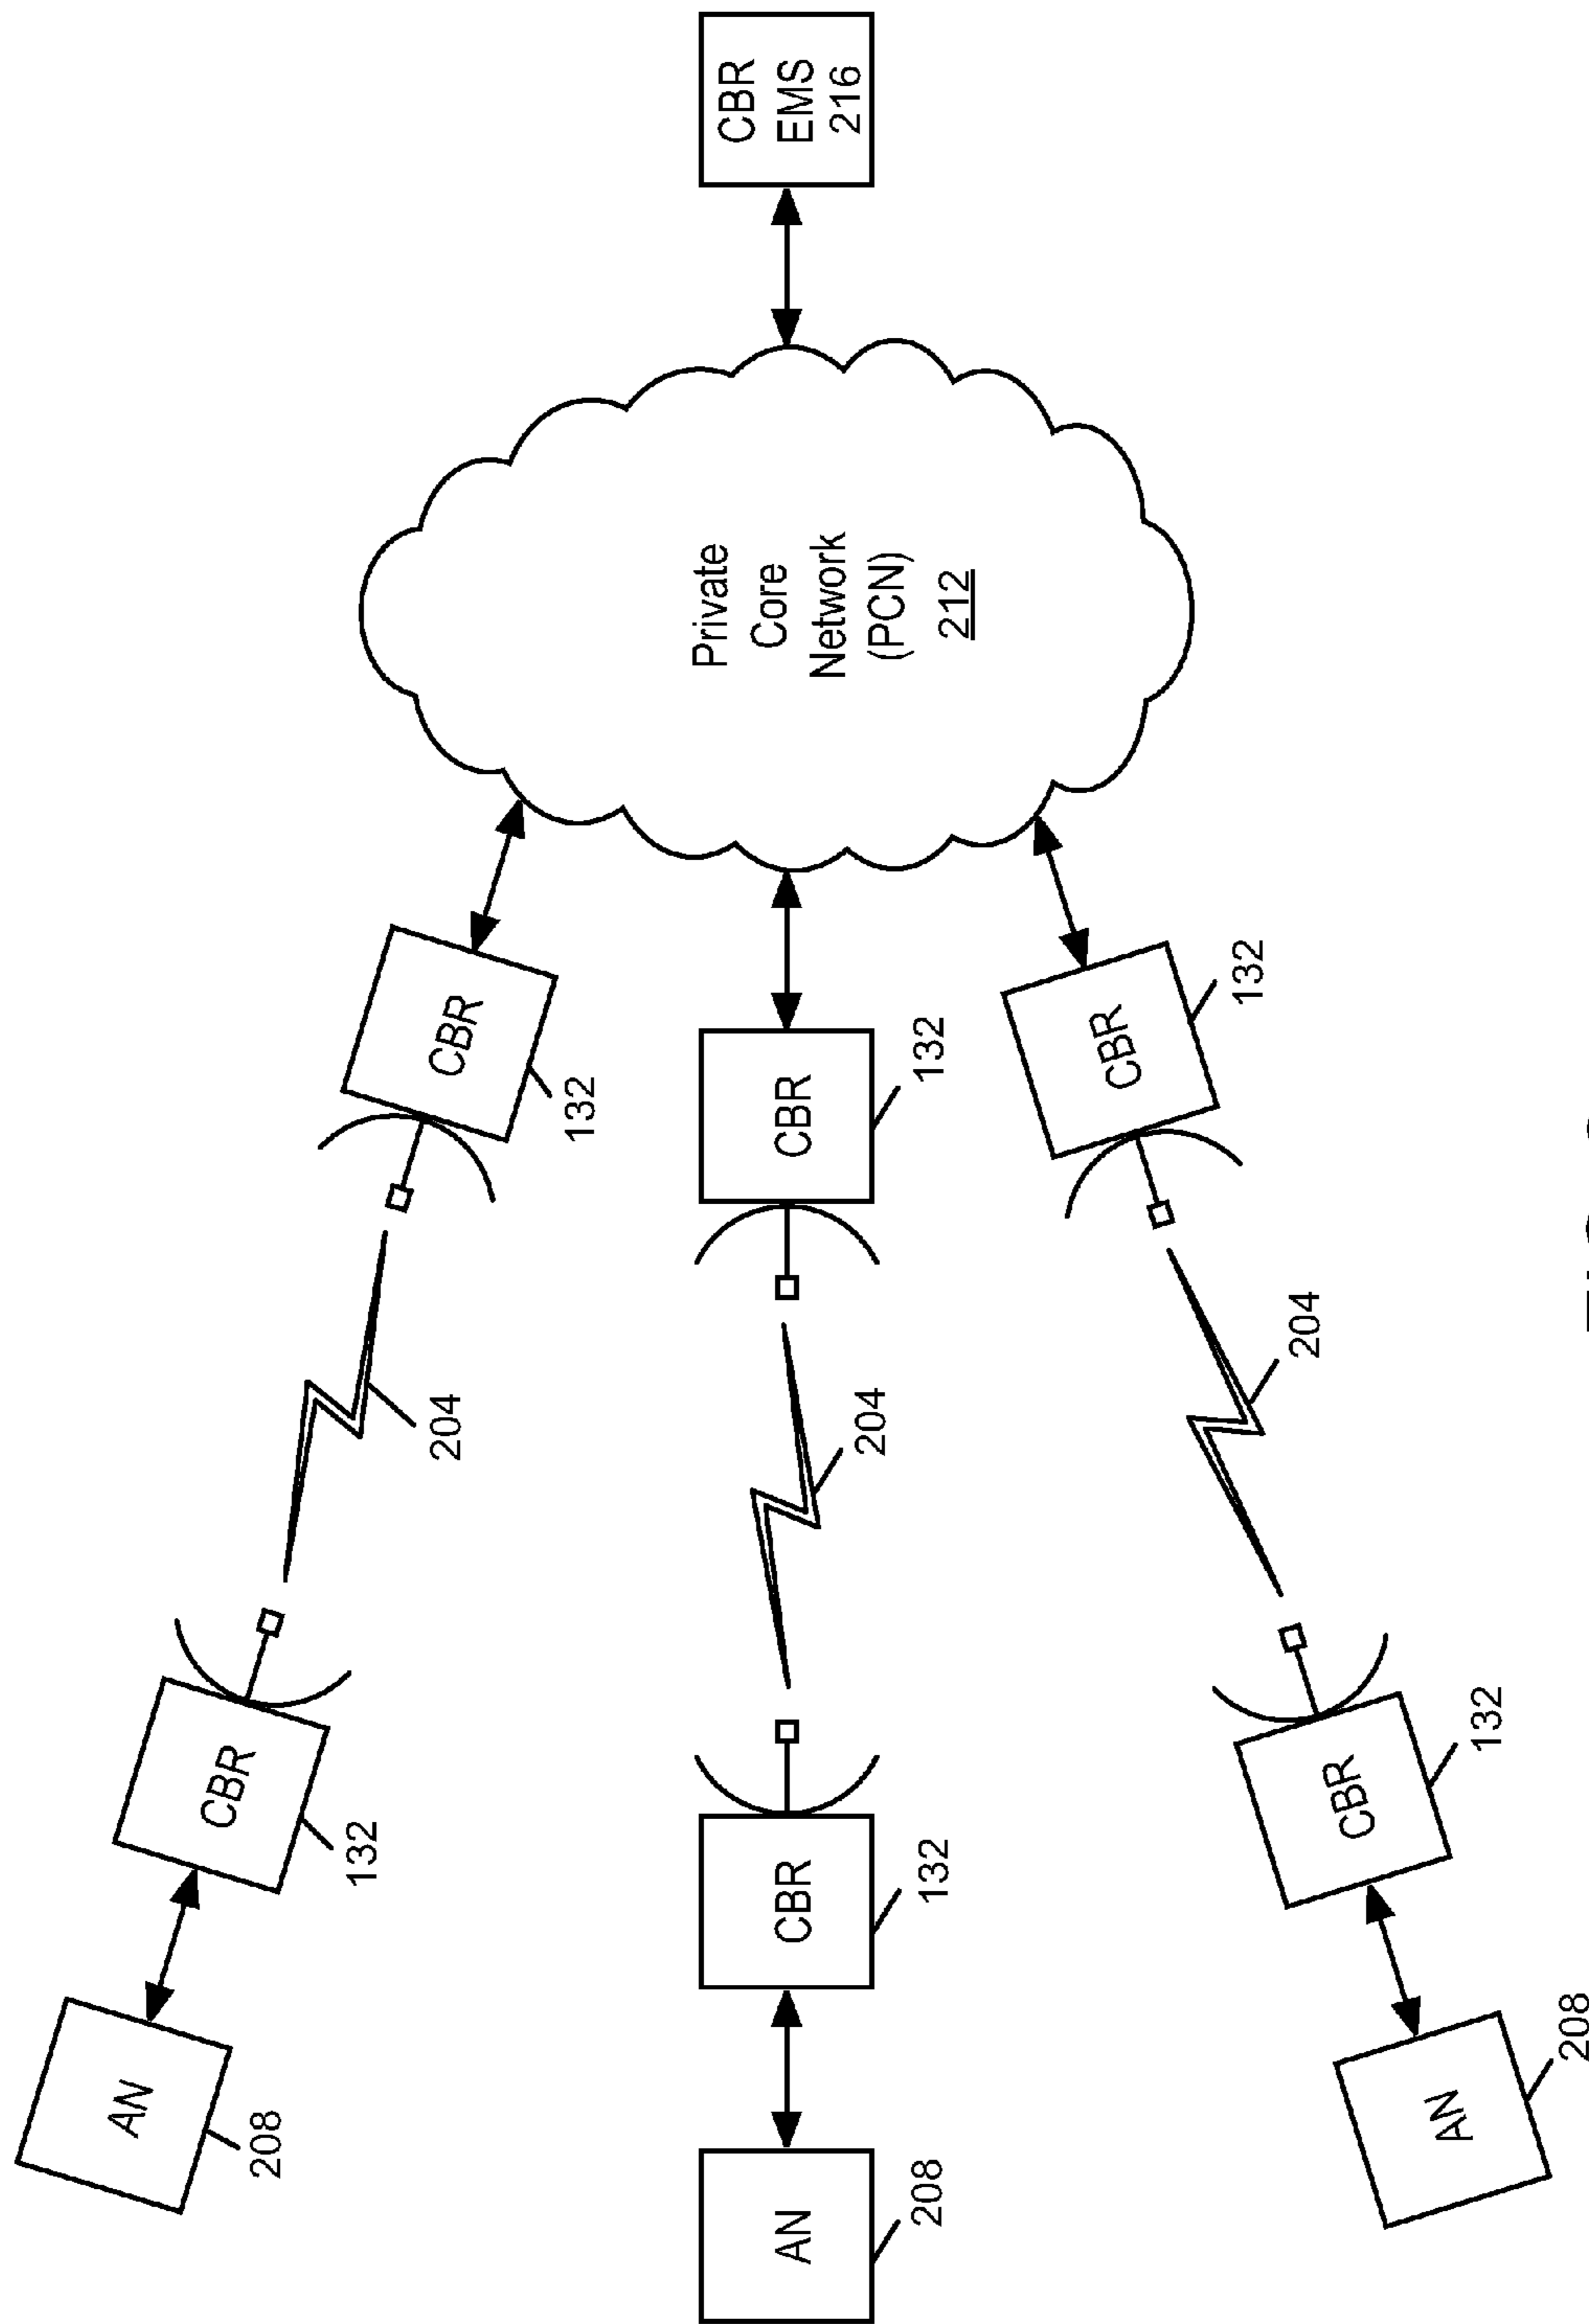 AN
208
CBR
132
204
CBR
132
AN
208
CBR
132
204
CBR
132
Private
Core
Network
(PCN)
212
CBR
EMS
216
AN
208
CBR
132
204
CBR
132